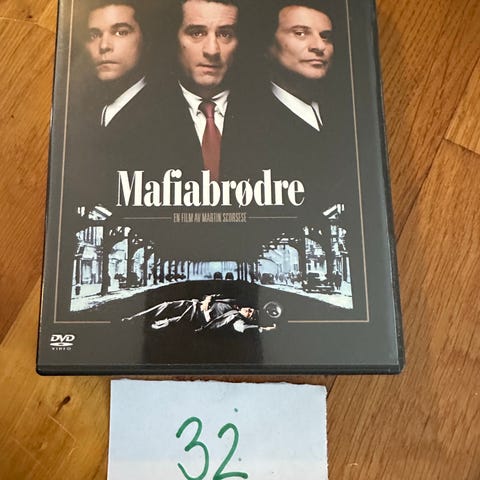 Mafiabrødre
EN FILM AV MARTIN SCORSESE
DVD
VIDEO
32